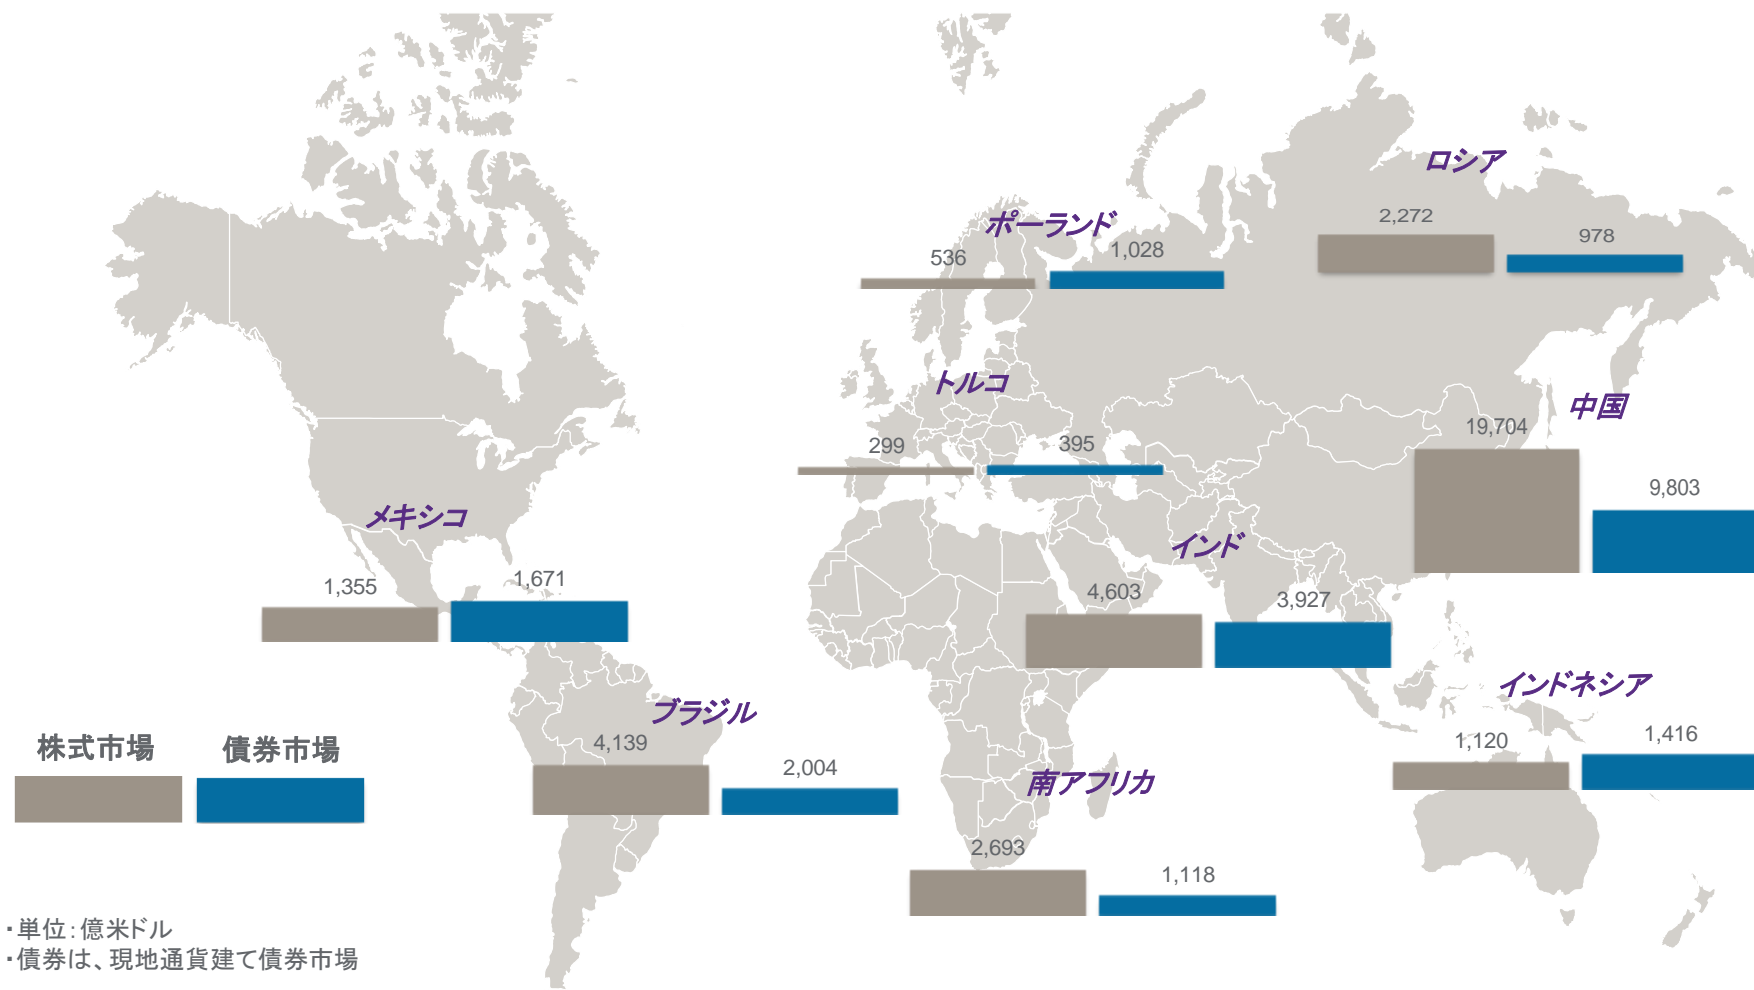 ロシア
2,272
978
ポーランド
536
1,028
トルコ
299
395
中国
19,704
9,803
メキシコ
1,355
1,671
インド
4,603
3,927
インドネシア
1,120
1,416
ブラジル
4,139
2,004
南アフリカ
2,693
1,118
株式市場
債券市場
・単位：億米ドル
・債券は、現地通貨建て債券市場